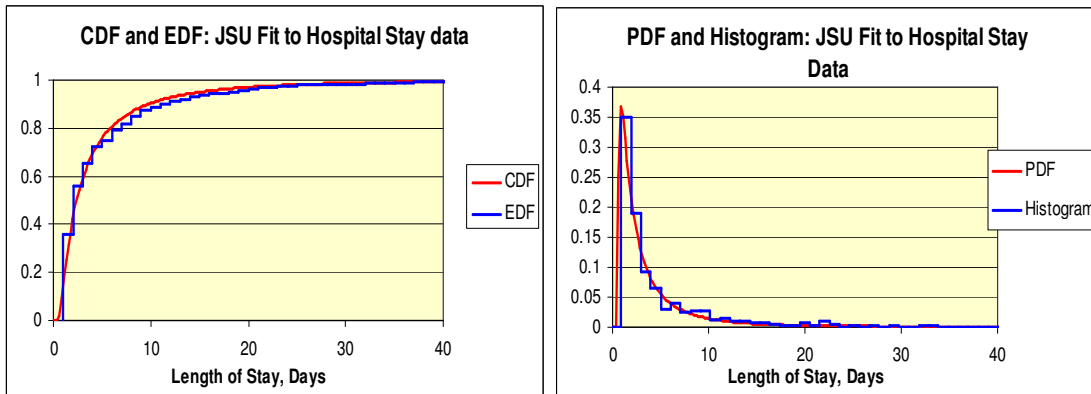 CDF and EDF: JSU Fit to Hospital Stay data
1
0.8
0.6
0.4
0.2
0
0 10 20 30 40
Length of Stay, Days
CDF
EDF
PDF and Histogram: JSU Fit to Hospital Stay
Data
0.4
0.35
0.3
0.25
0.2
0.15
0.1
0.05
0
0 10 20 30 40
Length of Stay, Days
PDF
Histogram